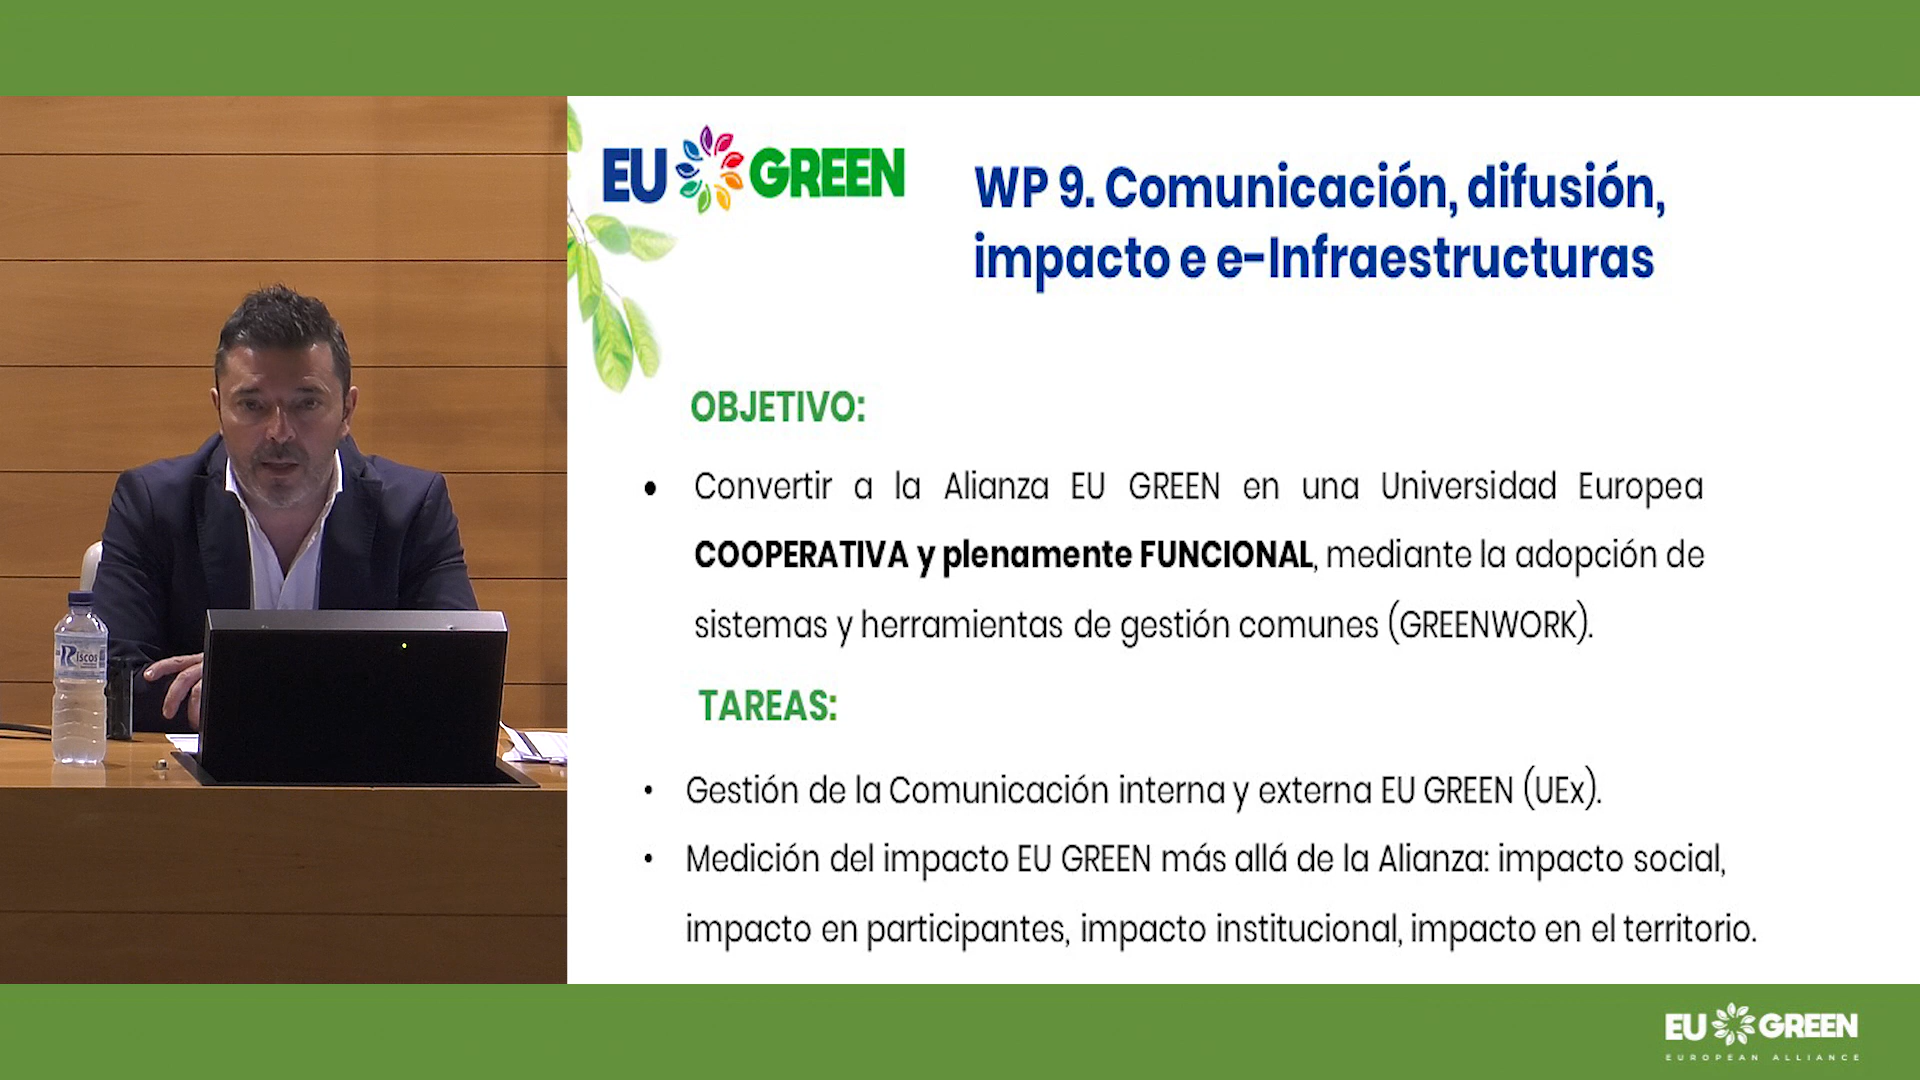 EU GREEN
WP 9. Comunicación, difusión,
impacto e e-Infraestructuras
OBJETIVO:
• Convertir a la Alianza EU GREEN en una Universidad Europea
COOPERATIVA y plenamente FUNCIONAL, mediante la adopción de
sistemas y herramientas de gestión comunes (GREENWORK).
TAREAS:
• Gestión de la Comunicación interna y externa EU GREEN (UEx).
• Medición del impacto EU GREEN más allá de la Alianza: impacto social,
impacto en participantes, impacto institucional, impacto en el territorio.
RISCOS
EU GREEN
EUROPEAN ALLIANCE